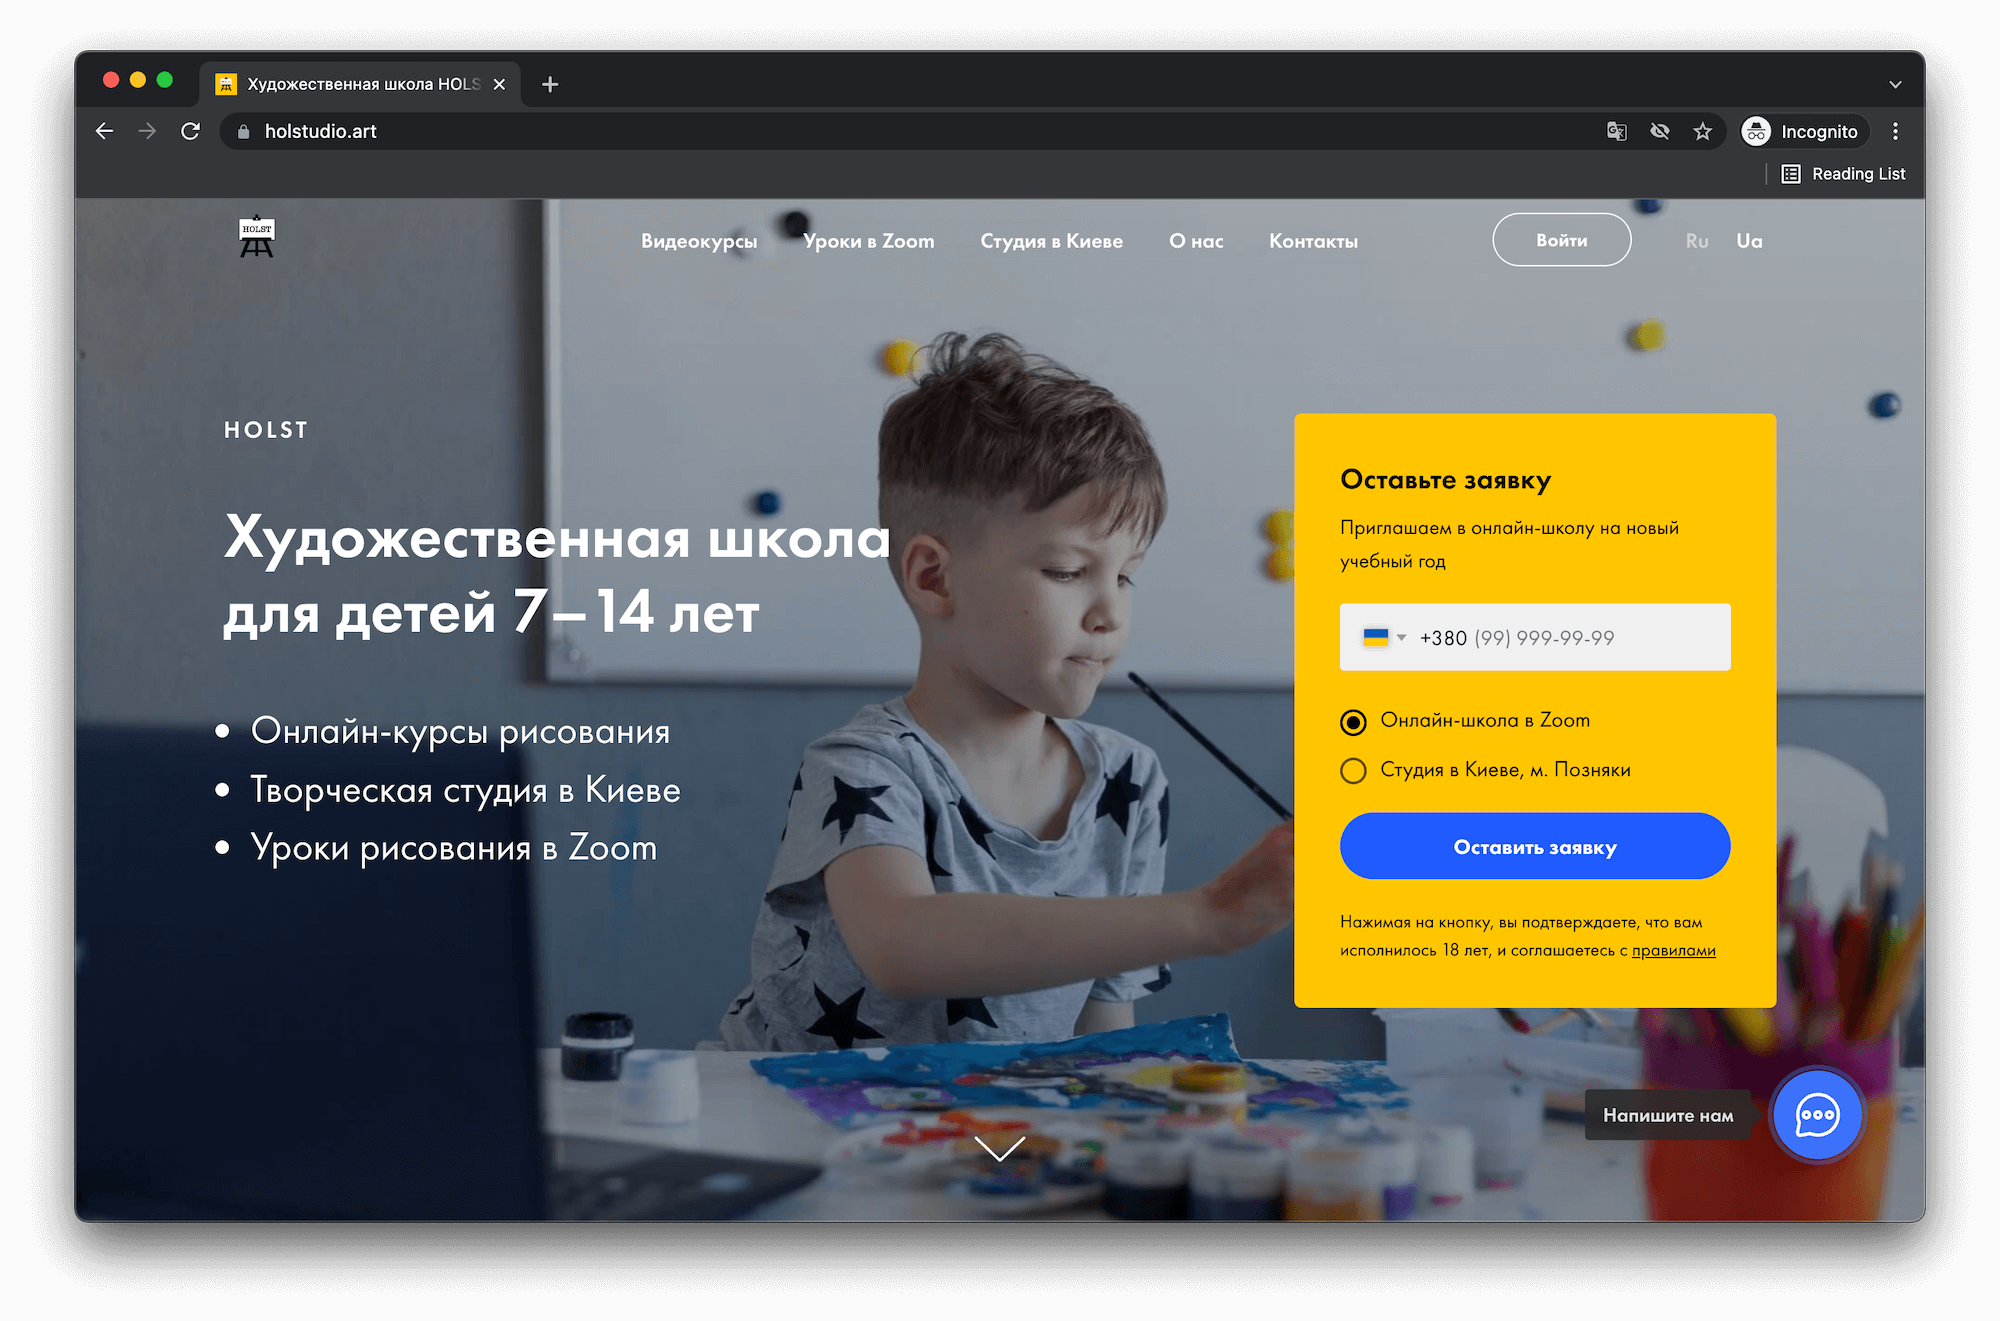 Художественная школа HOLS
holstudio.art
Incognito
Reading List
HOLST
Видеокурсы
Уроки в Zoom
Студия в Киеве
О нас
Контакты
Войти
Ru
Ua
HOLST
Художественная школа
для детей 7–14 лет
Онлайн-курсы рисования
Творческая студия в Киеве
Уроки рисования в Zoom
Оставьте заявку
Приглашаем в онлайн-школу на новый
учебный год
+380 (99) 999-99-99
Онлайн-школа в Zoom
Студия в Киеве, м. Позняки
Оставить заявку
Нажимая на кнопку, вы подтверждаете, что вам
исполнилось 18 лет, и соглашаетесь с правилами
Напишите нам